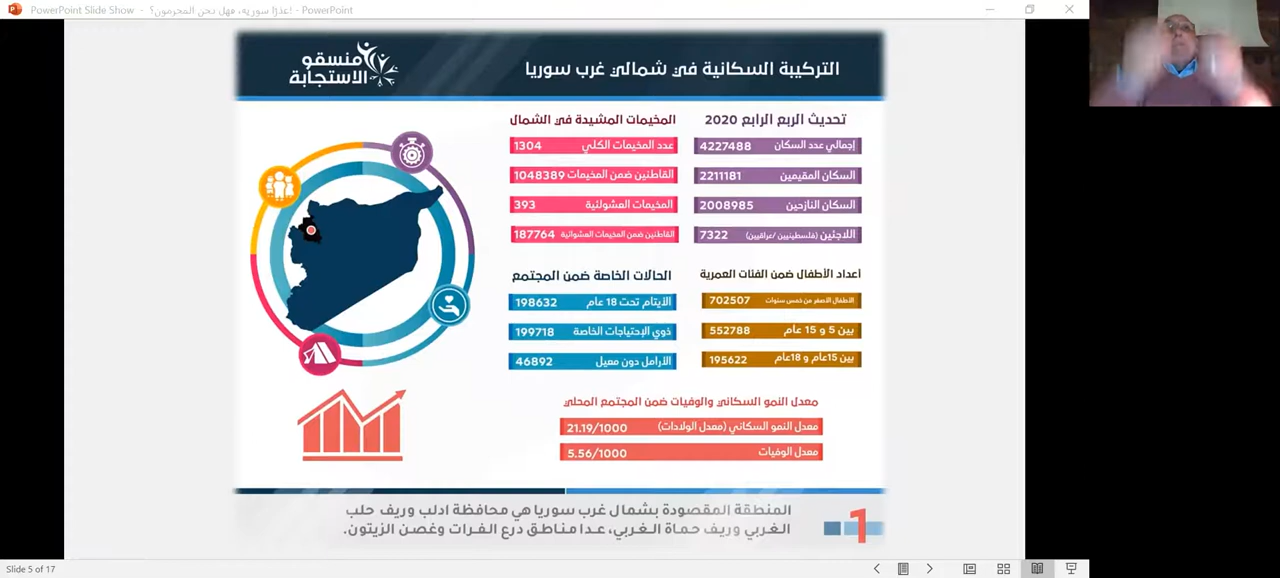 PowerPoint Slide Show - اعذرًا سورية، فهل نحن المجرمون؟ - PowerPoint
منسقو
الاستجابة
التركيبة السكانية في شمالي غرب سوريا
تحديث الربع الرابع 2020
إجمالي عدد السكان 4227488
السكان المقيمين 2211181
السكان النازحين 2008985
اللاجئين (فلسطينيين /عراقيين) 7322
المخيمات المشيدة في الشمال
عدد المخيمات الكلي 1304
القاطنين ضمن المخيمات 1048389
المخيمات العشوائية 393
القاطنين ضمن المخيمات العشوائية 187764
أعداد الأطفال ضمن الفئات العمرية
الأطفال الأصغر من خمس سنوات 702507
بين 5 و 15 عام 552788
بين 15عام و 18عام 195622
الحالات الخاصة ضمن المجتمع
الأيتام تحت 18 عام 198632
ذوي الإحتياجات الخاصة 199718
الأرامل دون معيل 46892
معدل النمو السكاني والوفيات ضمن المجتمع المحلي
معدل النمو السكاني (معدل الولادات) 21.19/1000
معدل الوفيات 5.56/1000
1
المنطقة المقصودة بشمال غرب سوريا هي محافظة ادلب وريف حلب
الغربي وريف حماة الغربي، عدا مناطق درع الفرات وغصن الزيتون.
Slide 5 of 17